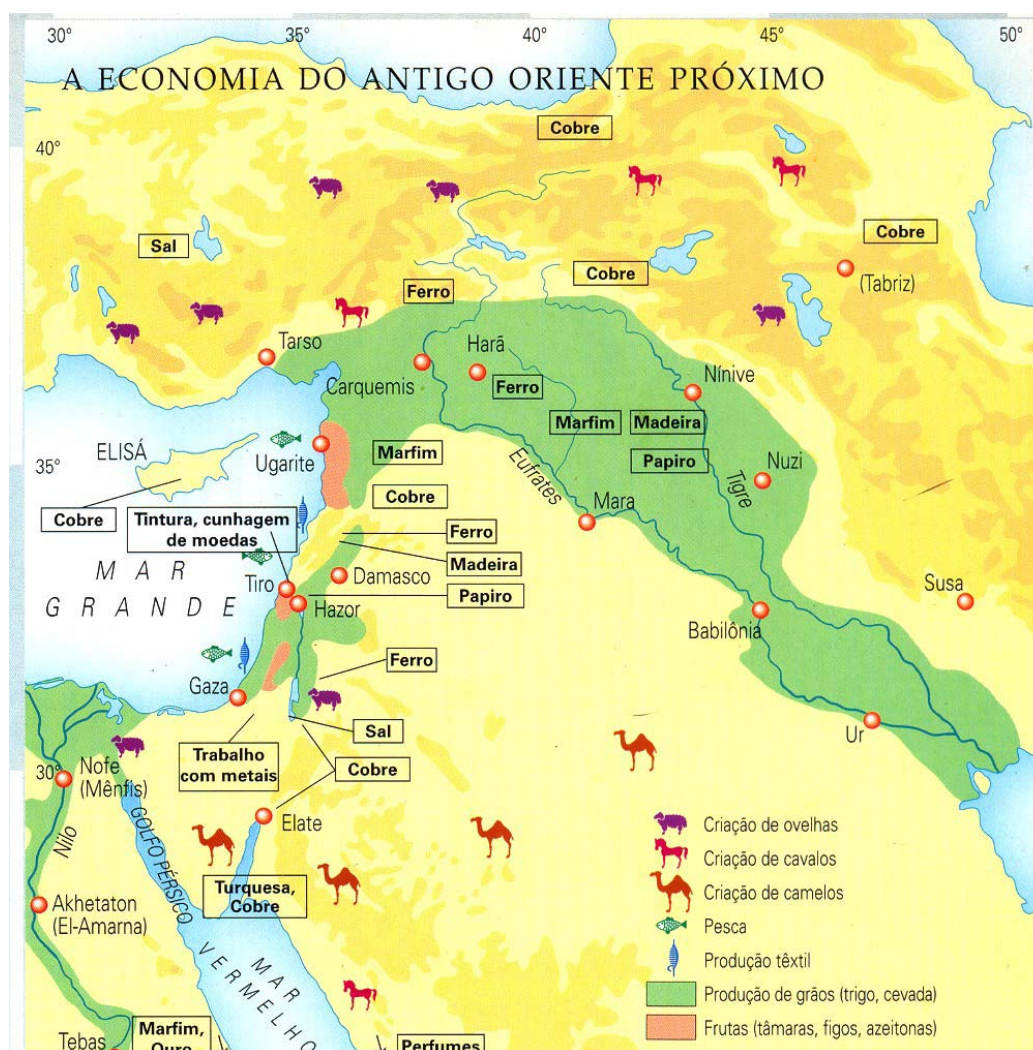 30°
35°
40°
45°
50°
A ECONOMIA DO ANTIGO ORIENTE PRÓXIMO
Cobre
40°
Sal
Cobre
Cobre
(Tabriz)
Ferro
Tarso
Harã
Carquemis
Ferro
Nínive
Marfim
Madeira
Papiro
ELISÁ
Ugarite
Marfim
35°
Nuzi
Eufrates
Tigre
Mara
Cobre
Cobre
Tintura, cunhagem
de moedas
Ferro
Madeira
MAR
GRANDE
Tiro
Damasco
Papiro
Hazor
Susa
Babilônia
Ferro
Gaza
Ur
Sal
Trabalho
com metais
Cobre
30°
Nofe
(Mênfis)
Nilo
GOLFO PÉRSICO
Elate
Turquesa,
Cobre
Akhetaton
(El-Amarna)
MAR
VERMELHO
Criação de ovelhas
Criação de cavalos
Criação de camelos
Pesca
Produção têxtil
Produção de grãos (trigo, cevada)
Frutas (tâmaras, figos, azeitonas)
Tebas
Marfim,
Ouro
Perfumes